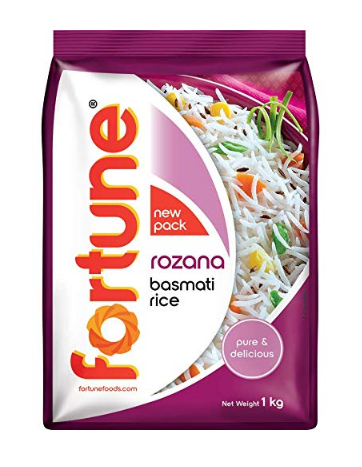 fortune®
new
pack
rozana
basmati
rice
pure &
delicious
fortunefoods.com
Net Weight 1 kg